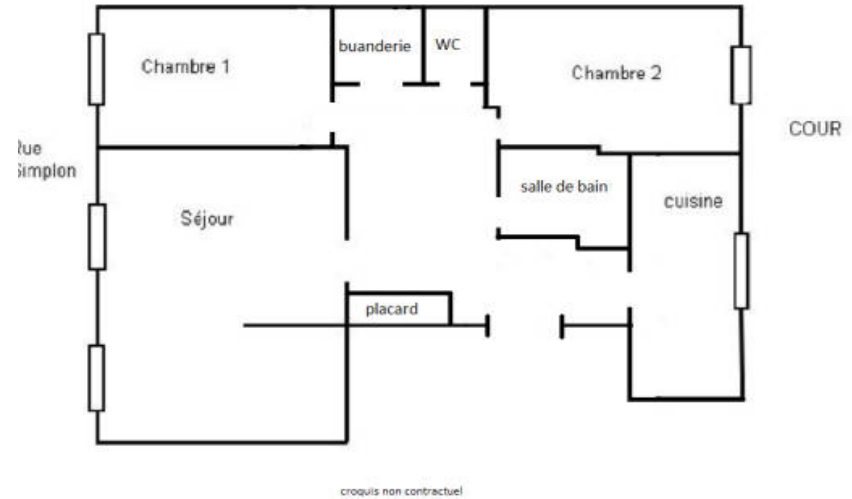 buanderie
WC
Chambre 1
Chambre 2
COUR
Rue
Simplon
salle de bain
cuisine
Séjour
placard
croquis non contractuel